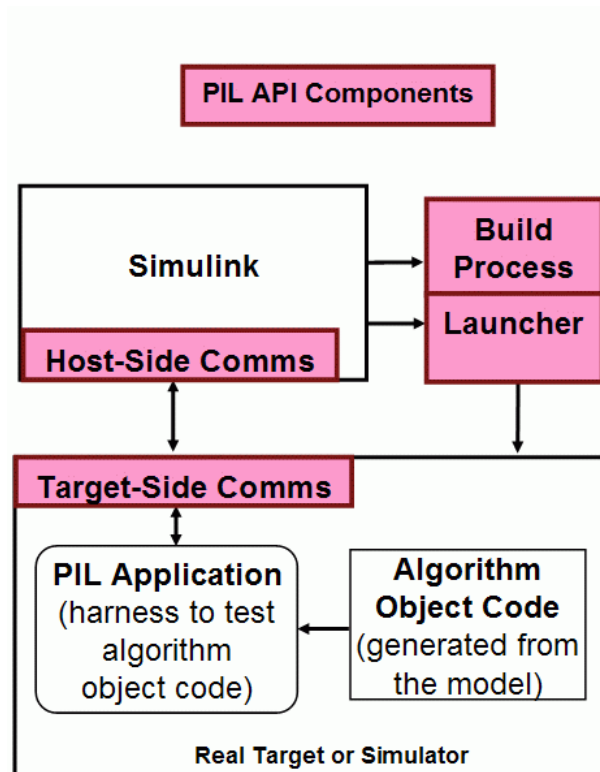 PIL API Components
Simulink
Build
Process
Launcher
Host-Side Comms
Target-Side Comms
PIL Application
(harness to test
algorithm
object code)
Algorithm
Object Code
(generated from
the model)
Real Target or Simulator